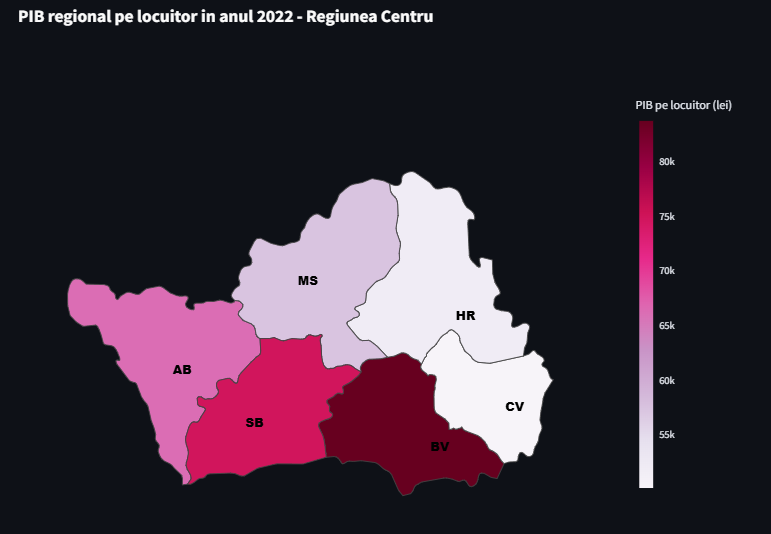 PIB regional pe locuitor in anul 2022 - Regiunea Centru
PIB pe locuitor (lei)
80k
75k
70k
65k
60k
55k
MS
HR
AB
CV
SB
BV